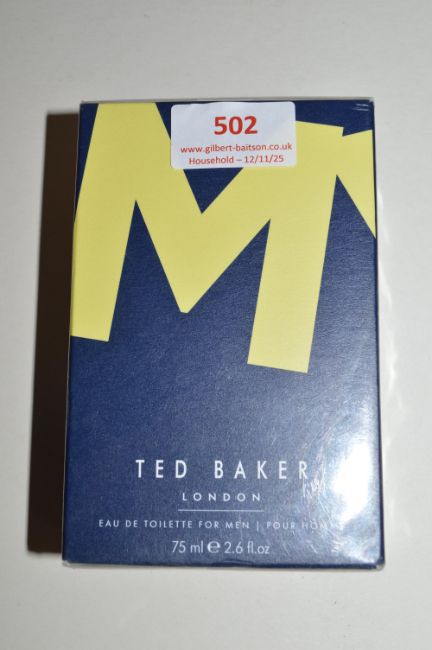 502
www.gilbert-baitson.co.uk
Household – 12/11/25
M
TED BAKER
LONDON
EAU DE TOILETTE FOR MEN | POUR
75 ml e 2.6 fl.oz